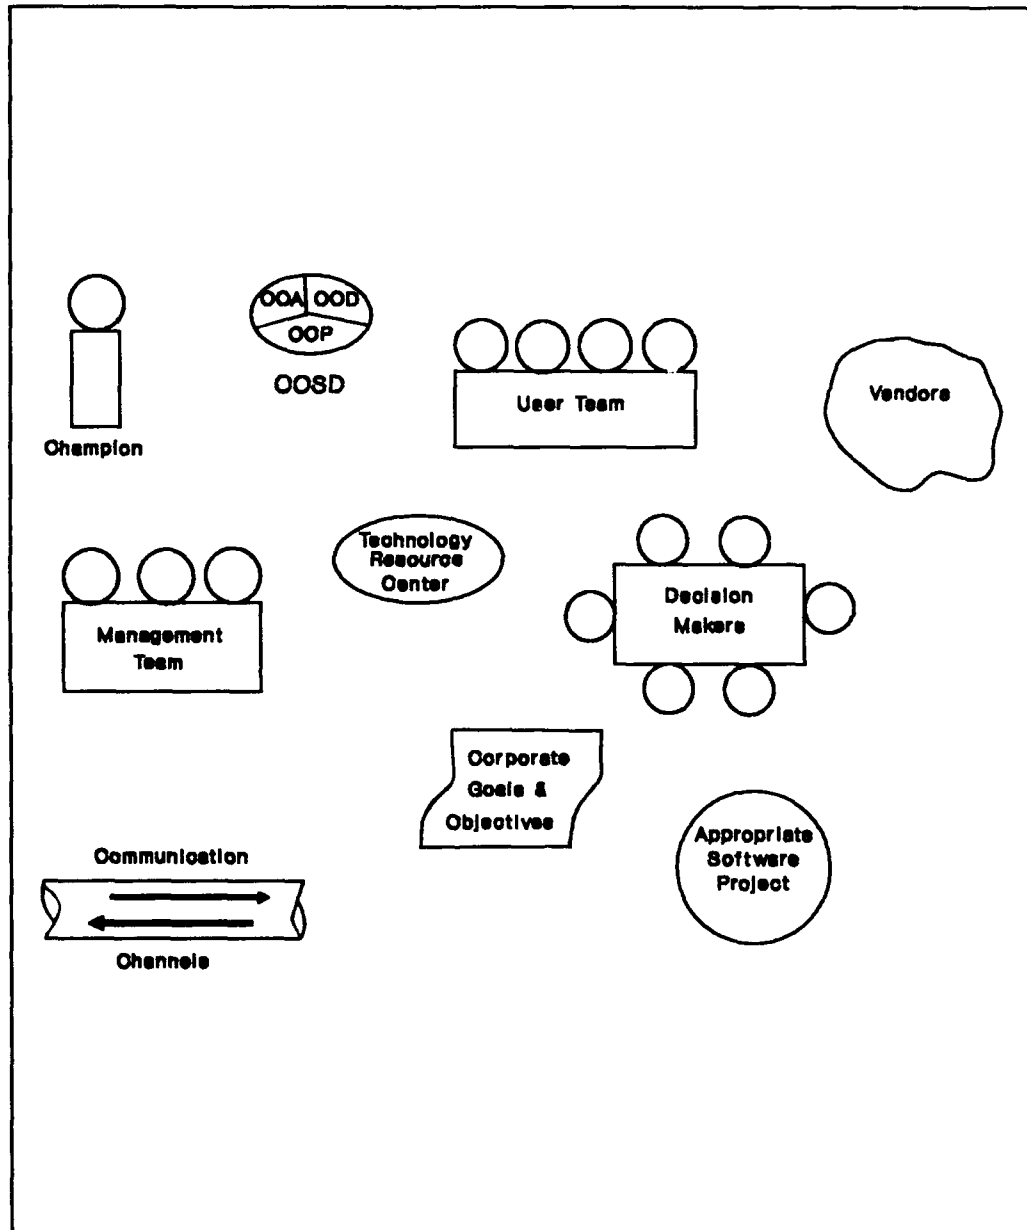 OOA OOD
OOP
OOSD
Champion
User Team
Vendors
Technology
Resource
Center
Decision
Makers
Management
Team
Corporate
Goals &
Objectives
Appropriate
Software
Project
Communication
Channels